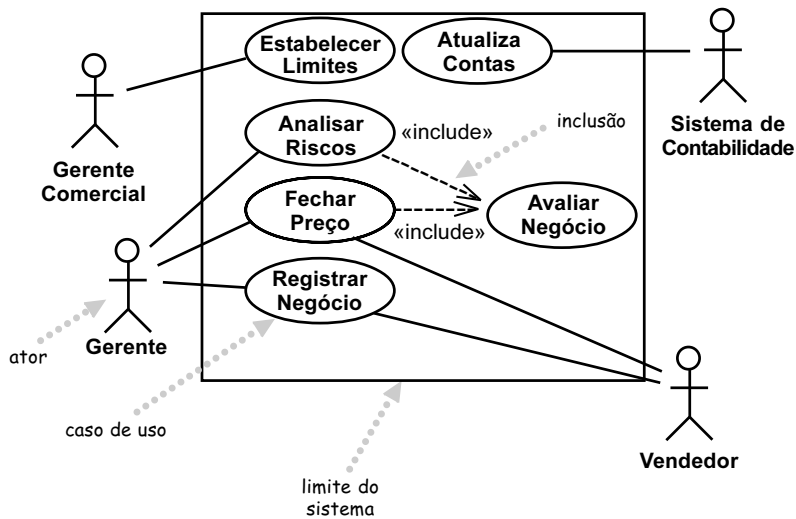 Estabelecer
Limites
Atualiza
Contas
Gerente
Comercial
Sistema de
Contabilidade
Analisar
Riscos
«include»
inclusão
Fechar
Preço
«include»
Avaliar
Negócio
Registrar
Negócio
Gerente
ator
caso de uso
limite do
sistema
Vendedor